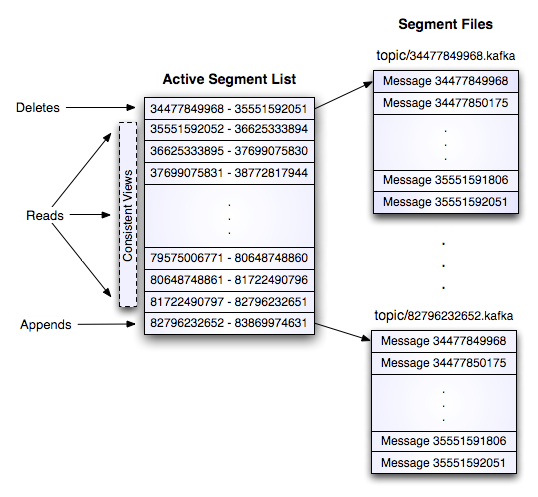 Segment Files
topic/34477849968.kafka
Active Segment List
Message 34477849968
Deletes
34477849968 - 35551592051
Message 34477850175
35551592052 - 36625333894
.
36625333895 - 37699075830
.
37699075831 - 38772817944
.
Message 35551591806
Message 35551592051
Consistent Views
Reads
.
.
.
.
.
.
79575006771 - 80648748860
80648748861 - 81722490796
81722490797 - 82796232651
topic/82796232652.kafka
Appends
82796232652 - 83869974631
Message 34477849968
Message 34477850175
.
.
.
Message 35551591806
Message 35551592051